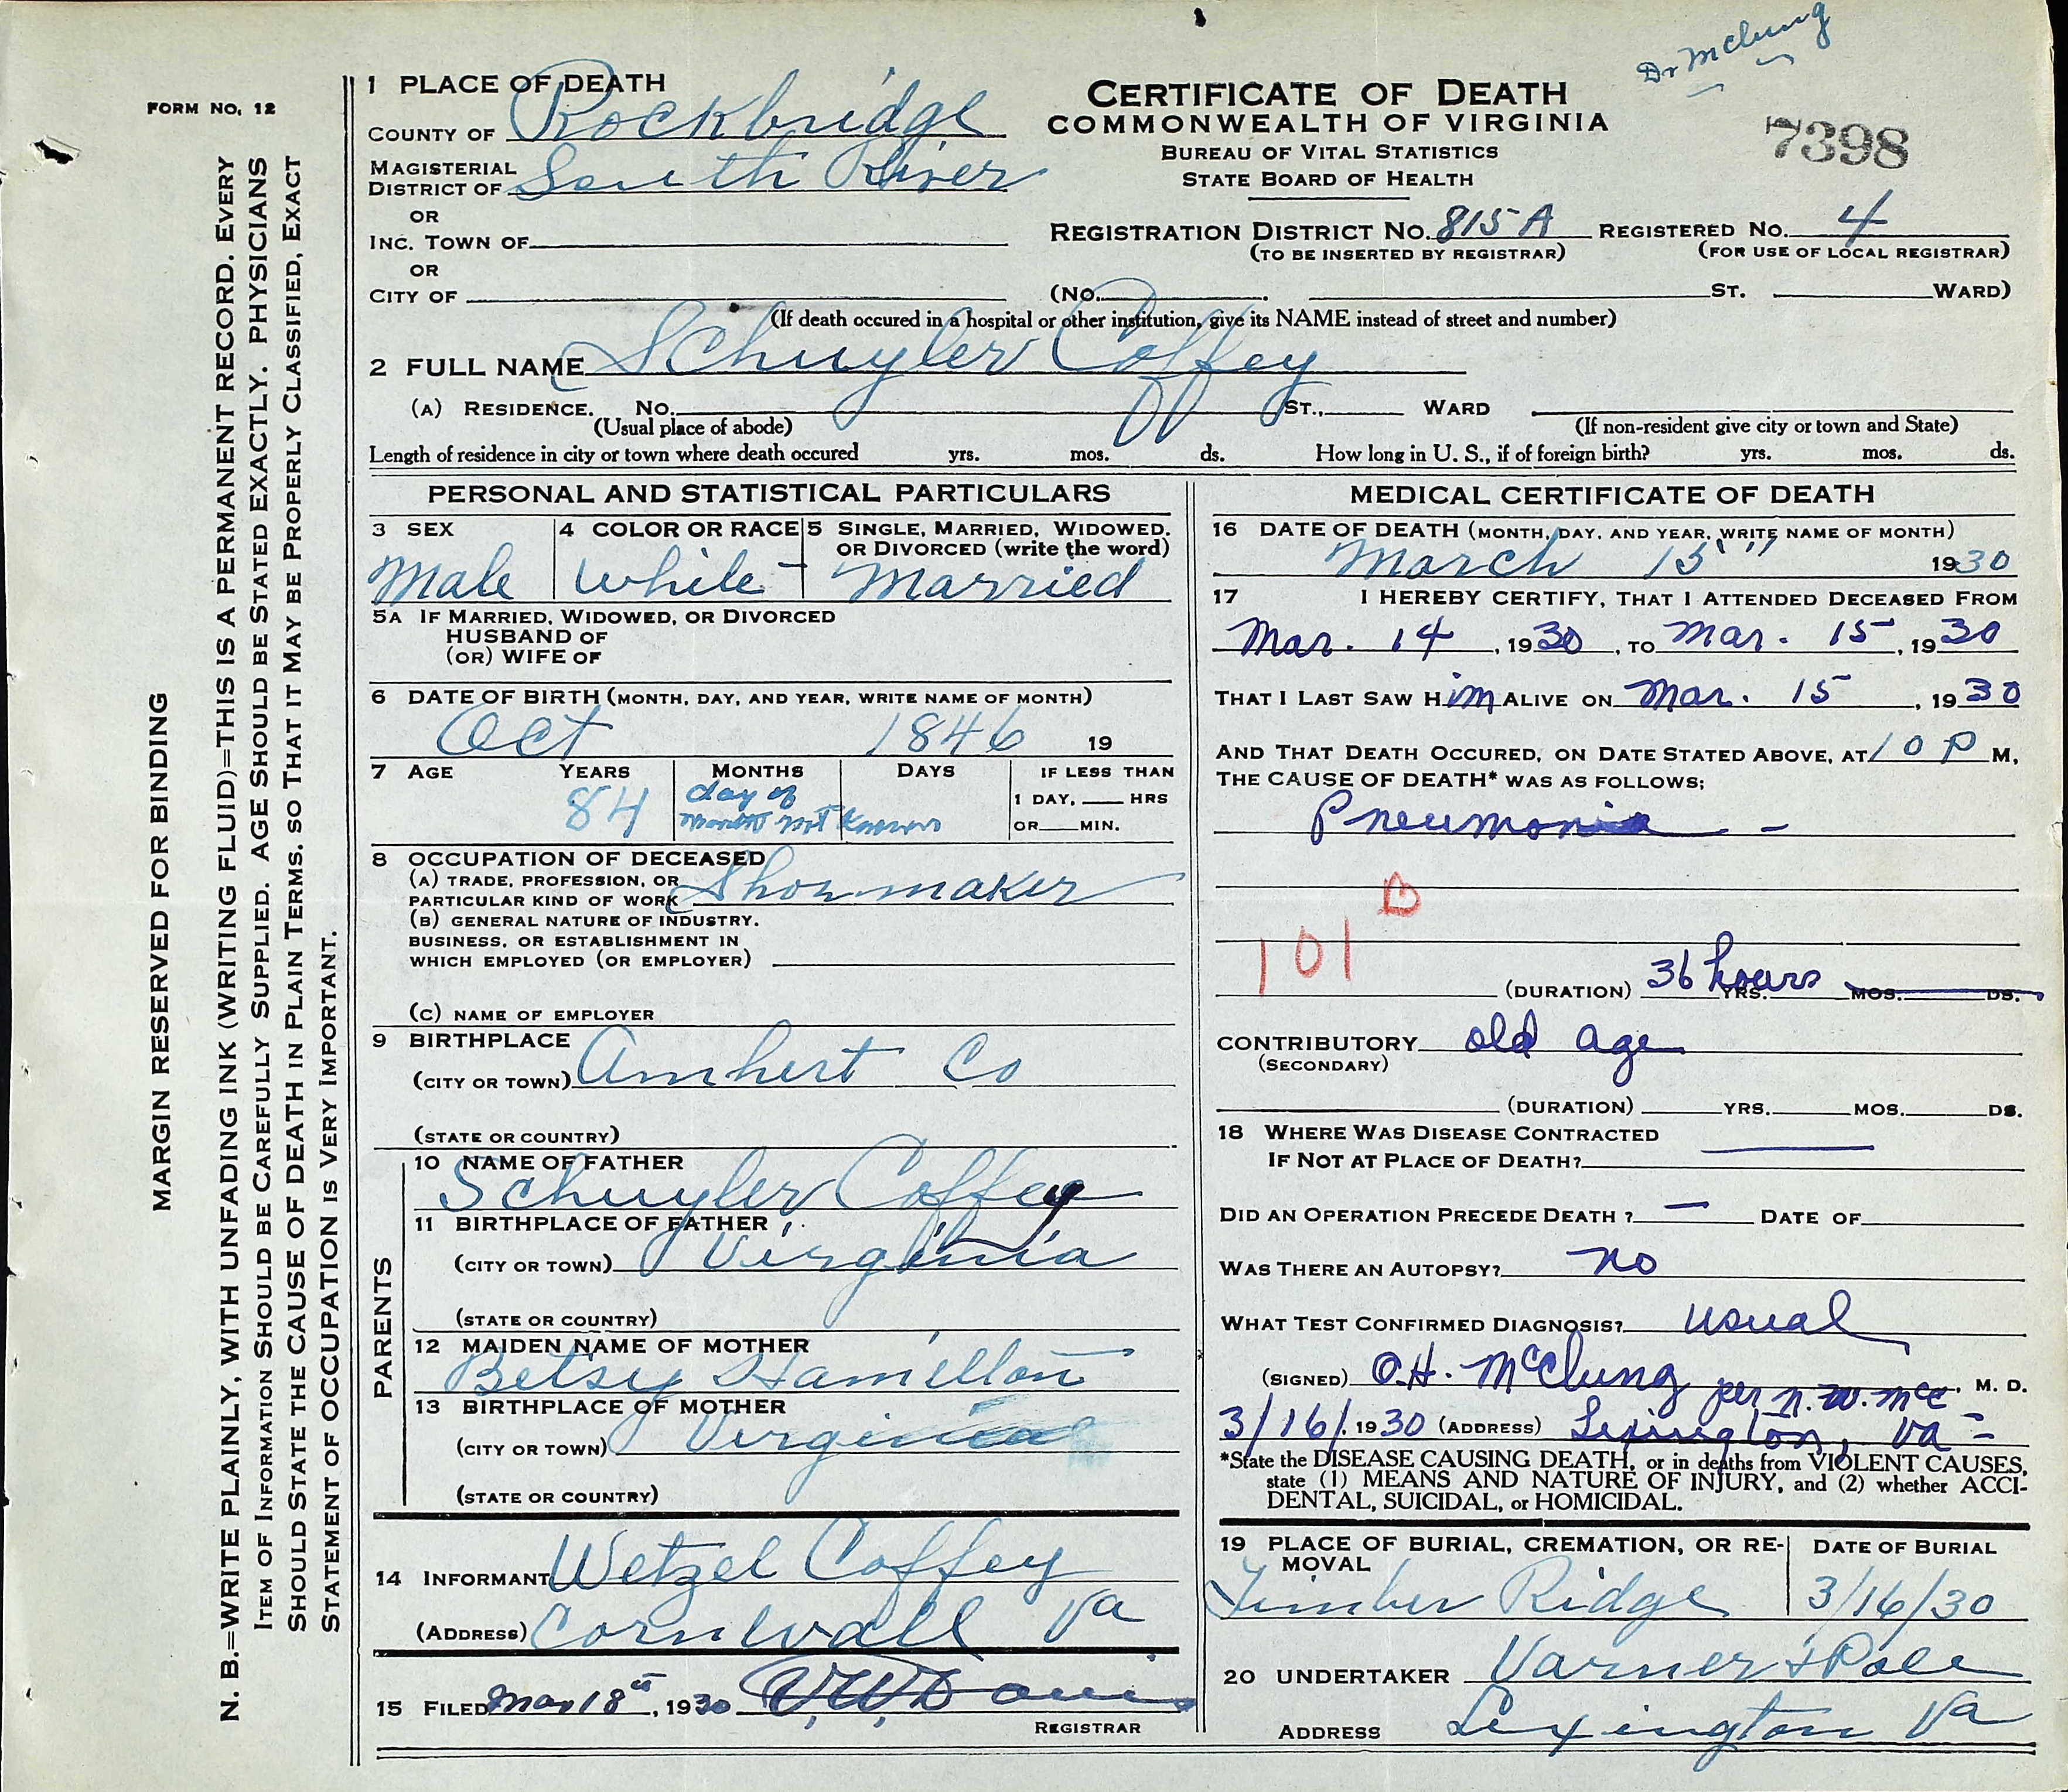 Dr McClung
FORM NO. 12
MARGIN RESERVED FOR BINDING
N. B.=WRITE PLAINLY, WITH UNFADING INK (WRITING FLUID)=THIS IS A PERMANENT RECORD. EVERY
ITEM OF INFORMATION SHOULD BE CAREFULLY SUPPLIED. AGE SHOULD BE STATED EXACTLY. PHYSICIANS
SHOULD STATE THE CAUSE OF DEATH IN PLAIN TERMS. SO THAT IT MAY BE PROPERLY CLASSIFIED, EXACT
STATEMENT OF OCCUPATION IS VERY IMPORTANT.
CERTIFICATE OF DEATH
COMMONWEALTH OF VIRGINIA
BUREAU OF VITAL STATISTICS
STATE BOARD OF HEALTH
7398
1 PLACE OF DEATH
COUNTY OF Rockbridge
MAGISTERIAL
DISTRICT OF South River
OR
INC. TOWN OF
OR
CITY OF
REGISTRATION DISTRICT NO. 815-A REGISTERED NO. 4
(TO BE INSERTED BY REGISTRAR) (FOR USE OF LOCAL REGISTRAR)
(NO. ST. WARD)
(If death occured in a hospital or other institution, give its NAME instead of street and number)
2 FULL NAME Schuyler Coffey
(A) RESIDENCE. NO. ST., WARD
(Usual place of abode) (If non-resident give city or town and State)
Length of residence in city or town where death occured yrs. mos. ds. How long in U. S., if of foreign birth? yrs. mos. ds.
PERSONAL AND STATISTICAL PARTICULARS
3 SEX
Male
4 COLOR OR RACE
White
5 SINGLE, MARRIED, WIDOWED,
OR DIVORCED (write the word)
Married
5A IF MARRIED, WIDOWED, OR DIVORCED
HUSBAND OF
(OR) WIFE OF
6 DATE OF BIRTH (MONTH, DAY, AND YEAR, WRITE NAME OF MONTH)
Oct 1846 19
7 AGE YEARS MONTHS DAYS IF LESS THAN
84 day of 1 DAY, HRS
month not known OR MIN.
8 OCCUPATION OF DECEASED
(A) TRADE, PROFESSION, OR
PARTICULAR KIND OF WORK Shoe maker
(B) GENERAL NATURE OF INDUSTRY.
BUSINESS, OR ESTABLISHMENT IN
WHICH EMPLOYED (OR EMPLOYER)
(C) NAME OF EMPLOYER
9 BIRTHPLACE
(CITY OR TOWN) Amhert Co
(STATE OR COUNTRY)
PARENTS
10 NAME OF FATHER
Schuyler Coffey
11 BIRTHPLACE OF FATHER
(CITY OR TOWN) Virginia
(STATE OR COUNTRY)
12 MAIDEN NAME OF MOTHER
Betsey Hamilton
13 BIRTHPLACE OF MOTHER
(CITY OR TOWN) Virginia
(STATE OR COUNTRY)
14 INFORMANT Wetzel Coffey
(ADDRESS) Cornwall Va
15 FILED Mar 18th, 1930 Davis
REGISTRAR
MEDICAL CERTIFICATE OF DEATH
16 DATE OF DEATH (MONTH, DAY, AND YEAR, WRITE NAME OF MONTH)
March 15" 1930
17 I HEREBY CERTIFY, THAT I ATTENDED DECEASED FROM
Mar. 14, 1930, TO Mar. 15, 1930
THAT I LAST SAW Him ALIVE ON Mar. 15, 1930
AND THAT DEATH OCCURED, ON DATE STATED ABOVE, AT 10 P M,
THE CAUSE OF DEATH* WAS AS FOLLOWS;
Pneumonia -
101 B
(DURATION) 36 hours YRS. MOS. DS.
CONTRIBUTORY old age
(SECONDARY)
(DURATION) YRS. MOS. DS.
18 WHERE WAS DISEASE CONTRACTED
IF NOT AT PLACE OF DEATH?
DID AN OPERATION PRECEDE DEATH ? — DATE OF
WAS THERE AN AUTOPSY? no
WHAT TEST CONFIRMED DIAGNOSIS? usual
(SIGNED) O.H. McClung per N. W. McC, M. D.
3/16/.1930 (ADDRESS) Lexington, Va -
*State the DISEASE CAUSING DEATH, or in deaths from VIOLENT CAUSES,
state (1) MEANS AND NATURE OF INJURY, and (2) whether ACCI-
DENTAL, SUICIDAL, or HOMICIDAL.
19 PLACE OF BURIAL, CREMATION, OR RE-
MOVAL
Timber Ridge
DATE OF BURIAL
3/16/30
20 UNDERTAKER Varner & Pole
ADDRESS Lexington Va